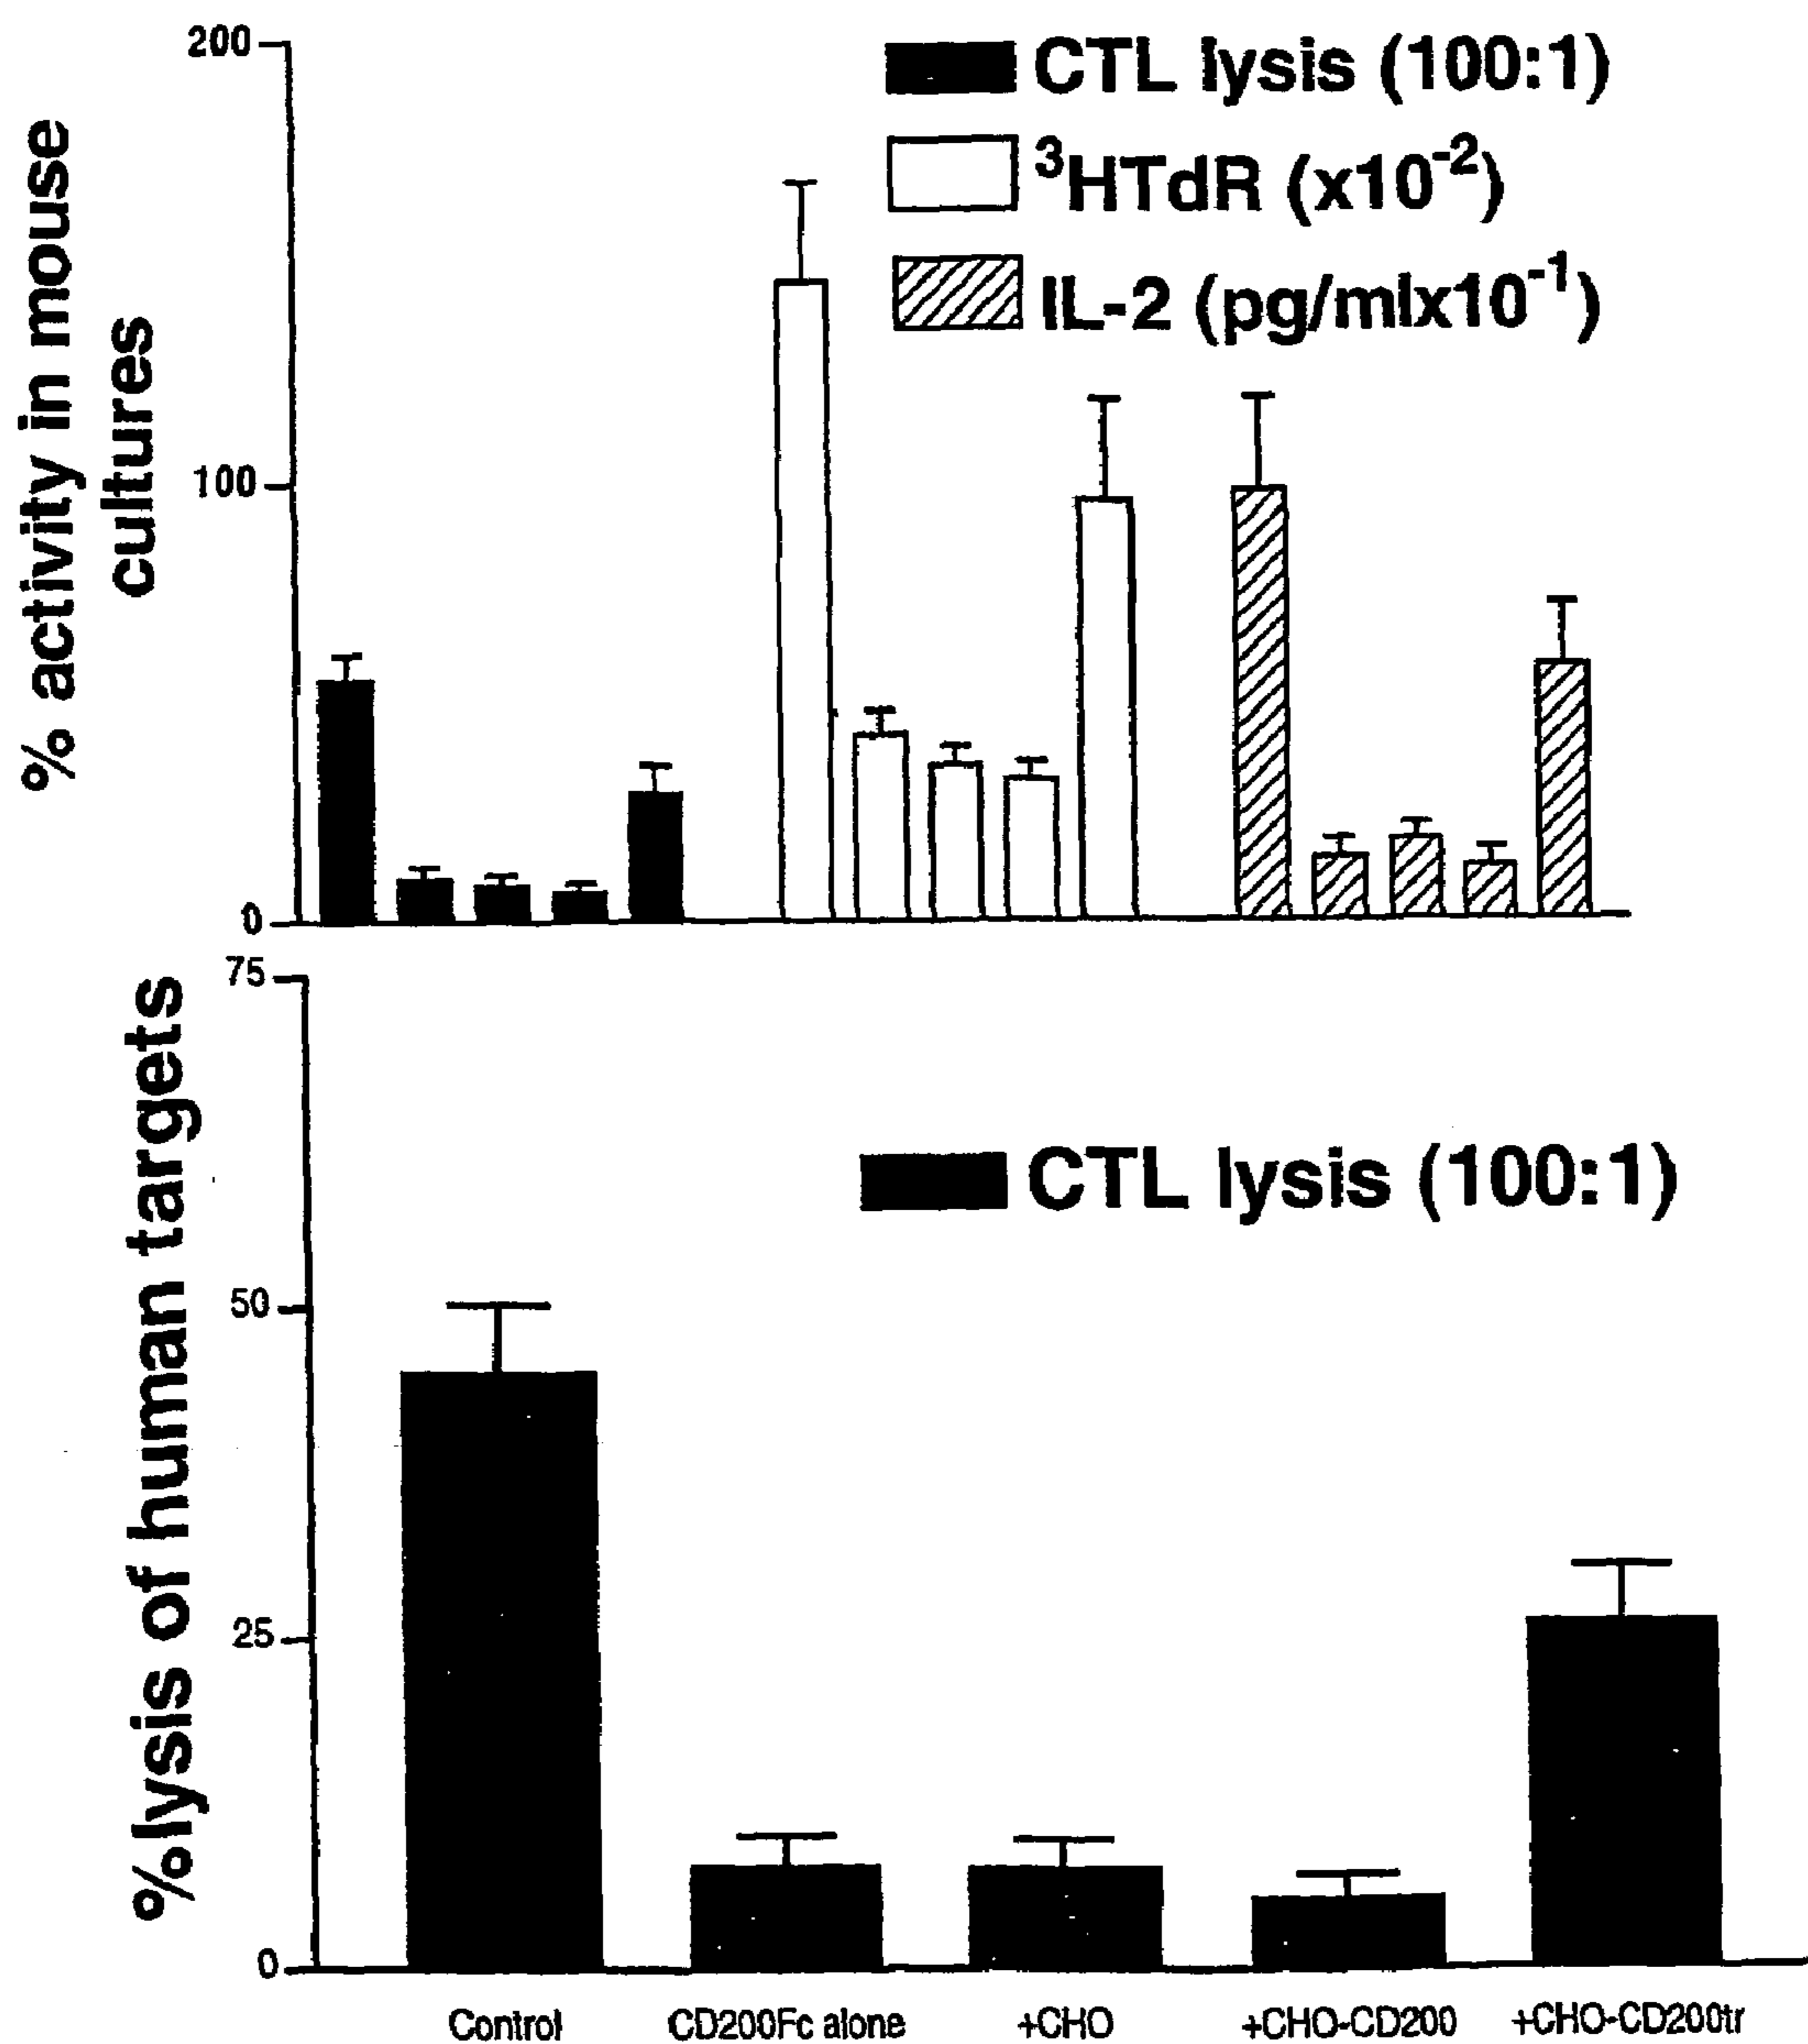 200
CTL lysis (100:1)
³HTdR (x10⁻²)
IL-2 (pg/mlx10⁻¹)
% activity in mouse
cultures
100
0
75
%lysis of human targets
CTL lysis (100:1)
50
25
0
Control
CD200Fc alone
+CHO
+CHO-CD200
+CHO-CD200tr